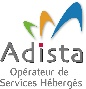 Adista
Opérateur de
Services Hébergés